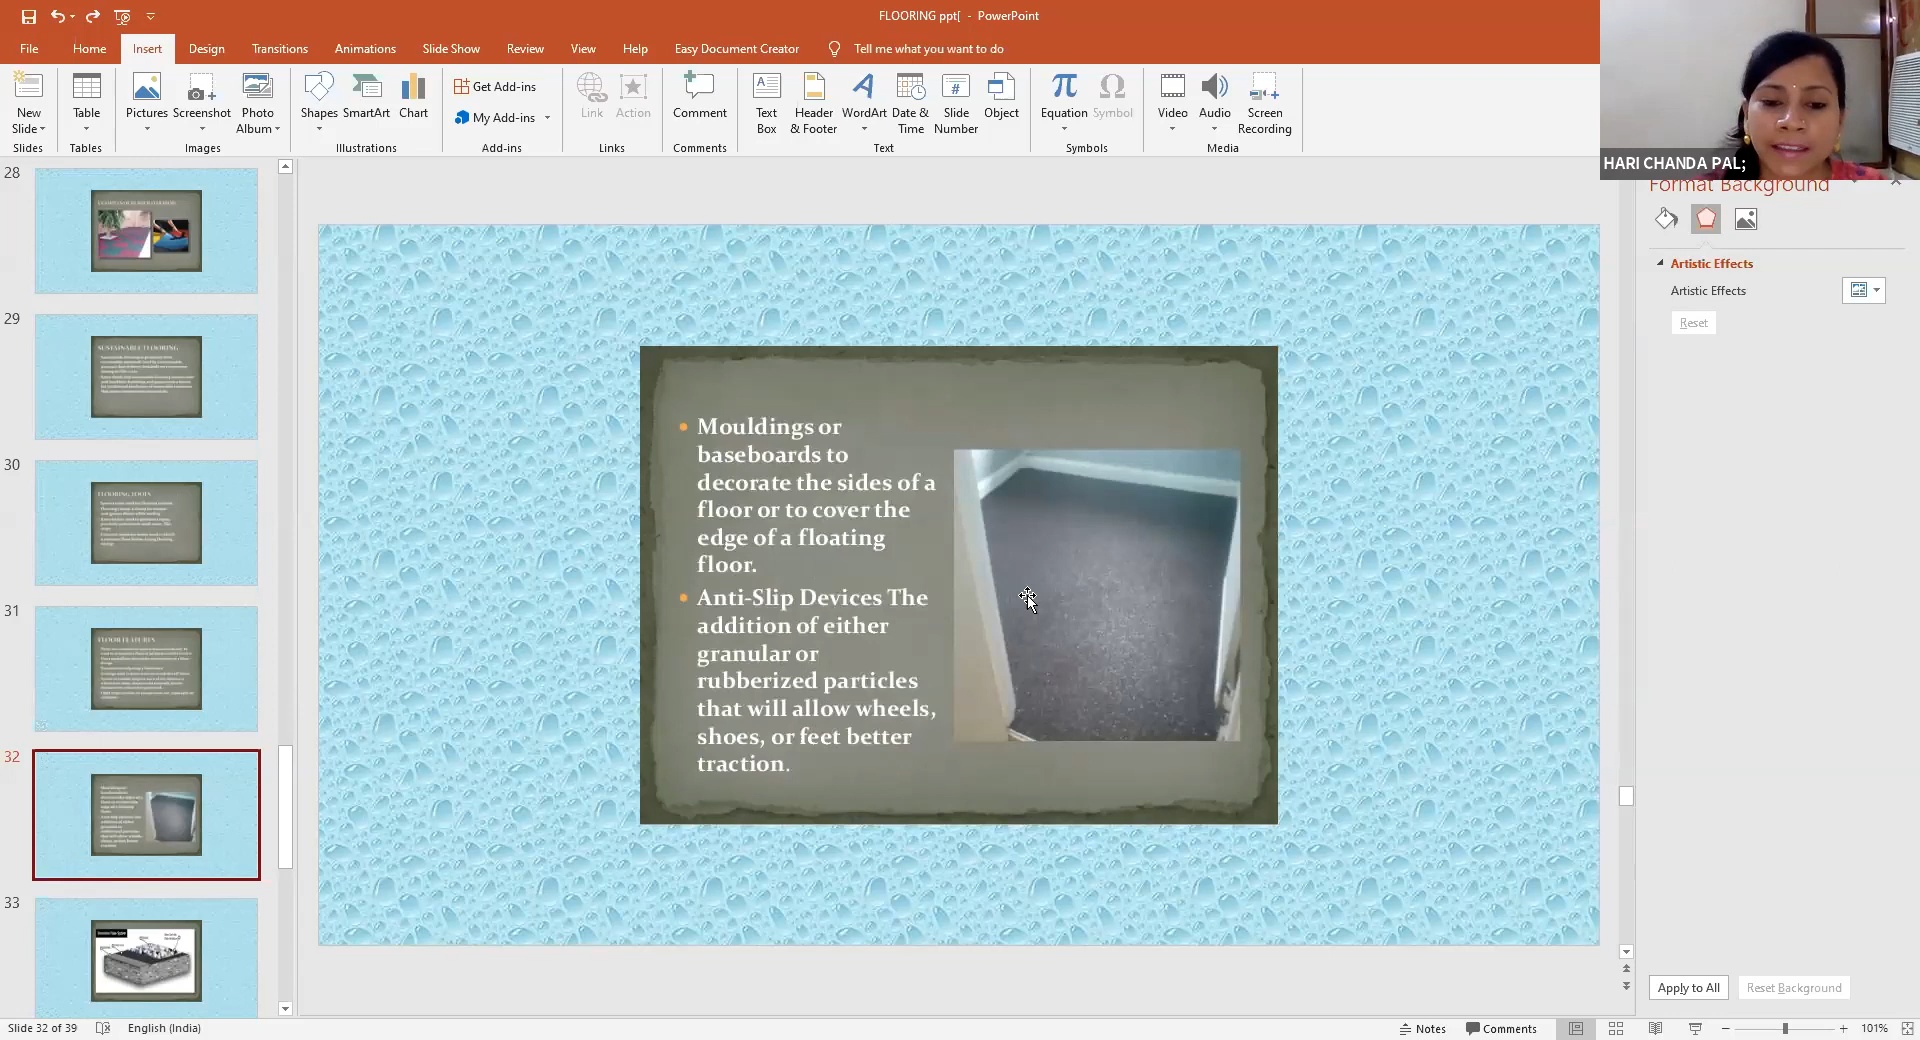 FLOORING ppt[ - PowerPoint
File Home Insert Design Transitions Animations Slide Show Review View Help Easy Document Creator Tell me what you want to do
New Slide Table Pictures Screenshot Photo Album Shapes SmartArt Chart Get Add-ins My Add-ins Link Action Comment Text Box Header & Footer WordArt Date & Time Slide Number Object Equation Symbol Video Audio Screen Recording
Slides Tables Images Illustrations Add-ins Links Comments Text Symbols Media
HARI CHANDA PAL;
Format Background
Artistic Effects
Artistic Effects
Reset
28
29
SUSTAINABLE FLOORING
30
FLOORING TOOLS
31
FLOOR FEATURES
32
33
• Mouldings or
baseboards to
decorate the sides of a
floor or to cover the
edge of a floating
floor.
• Anti-Slip Devices The
addition of either
granular or
rubberized particles
that will allow wheels,
shoes, or feet better
traction.
Apply to All Reset Background
Slide 32 of 39 English (India) Notes Comments 101%